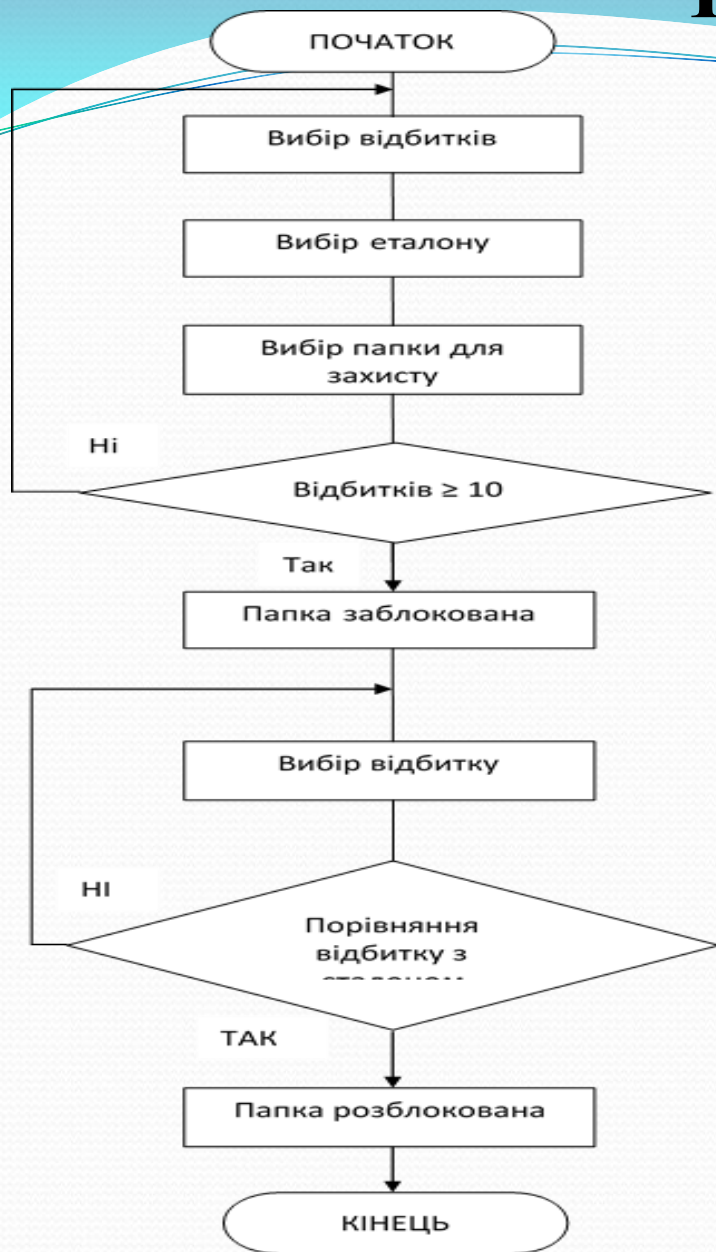 ПОЧАТОК
Вибір відбитків
Вибір еталону
Вибір папки для
захисту
Ні
Відбитків ≥ 10
Так
Папка заблокована
Вибір відбитку
НІ
Порівняння
відбитку з
ТАК
Папка розблокована
КІНЕЦЬ